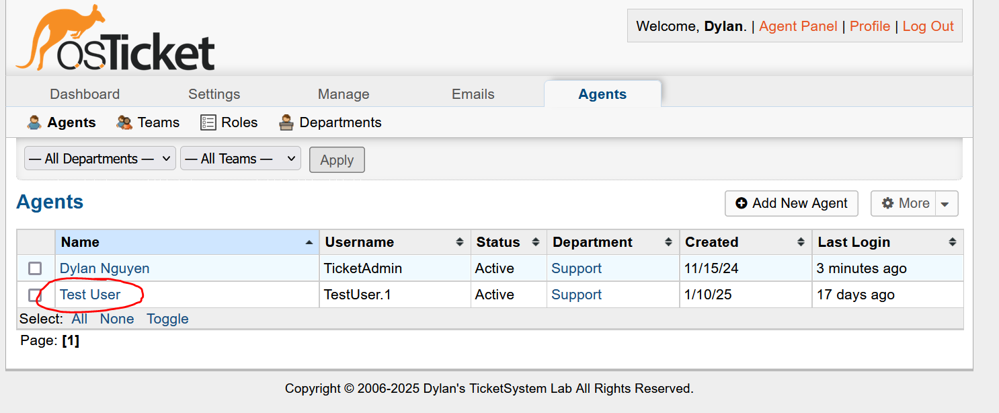 osTicket
Welcome, Dylan. | Agent Panel | Profile | Log Out
Dashboard Settings Manage Emails Agents
Agents Teams Roles Departments
— All Departments — — All Teams — Apply
Agents Add New Agent More
Name Username Status Department Created Last Login
Dylan Nguyen TicketAdmin Active Support 11/15/24 3 minutes ago
Test User TestUser.1 Active Support 1/10/25 17 days ago
Select: All None Toggle
Page: [1]
Copyright © 2006-2025 Dylan's TicketSystem Lab All Rights Reserved.